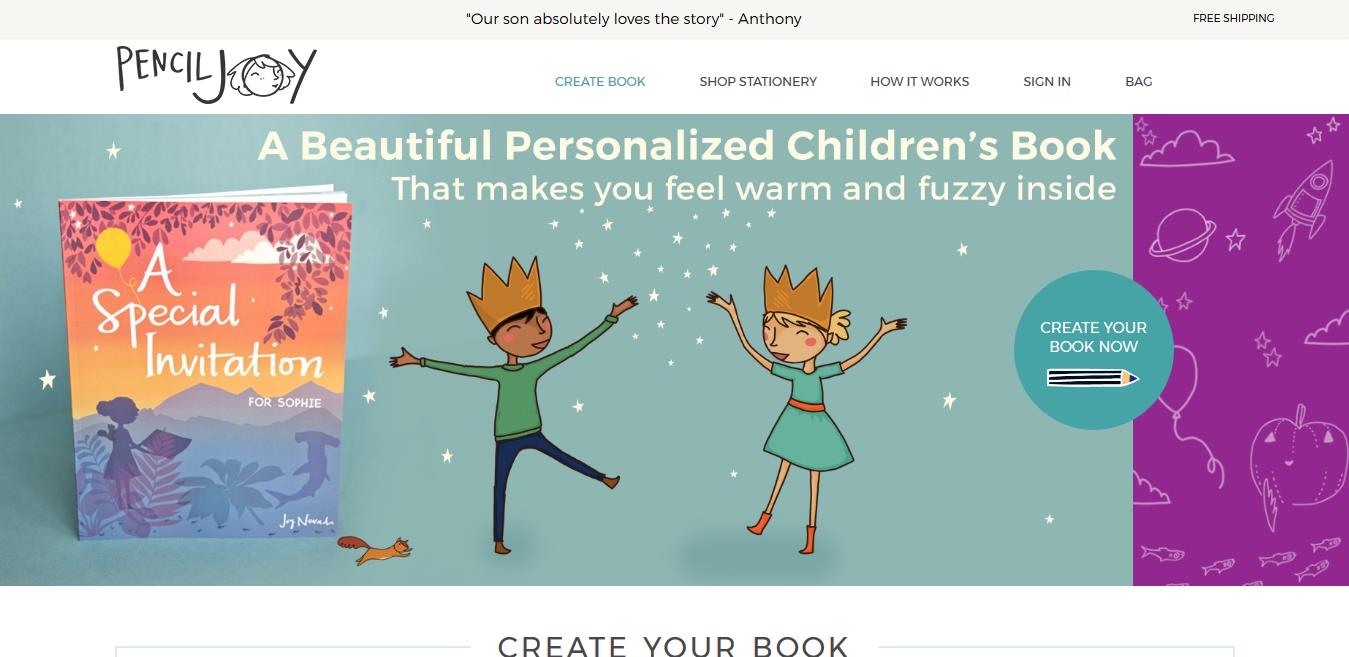 "Our son absolutely loves the story" - Anthony
FREE SHIPPING
PENCIL JOY
CREATE BOOK
SHOP STATIONERY
HOW IT WORKS
SIGN IN
BAG
A Beautiful Personalized Children’s Book
That makes you feel warm and fuzzy inside
A
Special
Invitation
FOR SOPHIE
Joy Novack
CREATE YOUR
BOOK NOW
CREATE YOUR BOOK